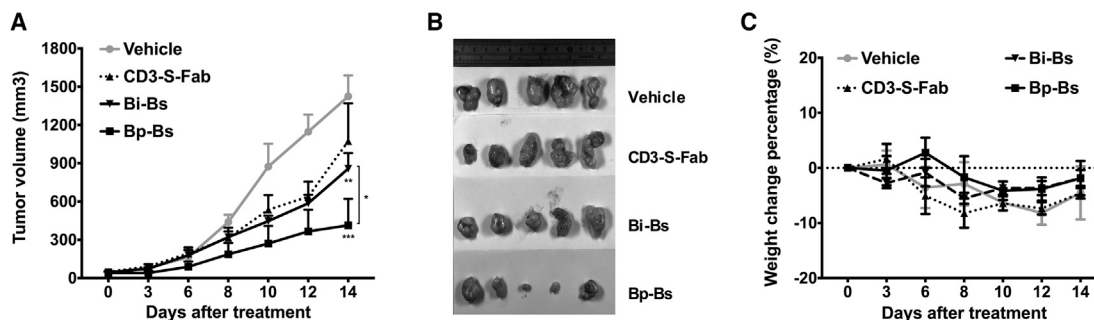 A
Tumor volume (mm3)
1800
1500
1200
900
600
300
0
Vehicle
CD3-S-Fab
Bi-Bs
Bp-Bs
**
*
***
0 3 6 8 10 12 14
Days after treatment
B
Vehicle
CD3-S-Fab
Bi-Bs
Bp-Bs
C
Weight change percentage (%)
20
10
0
-10
-20
Vehicle Bi-Bs
CD3-S-Fab Bp-Bs
0 3 6 8 10 12 14
Days after treatment